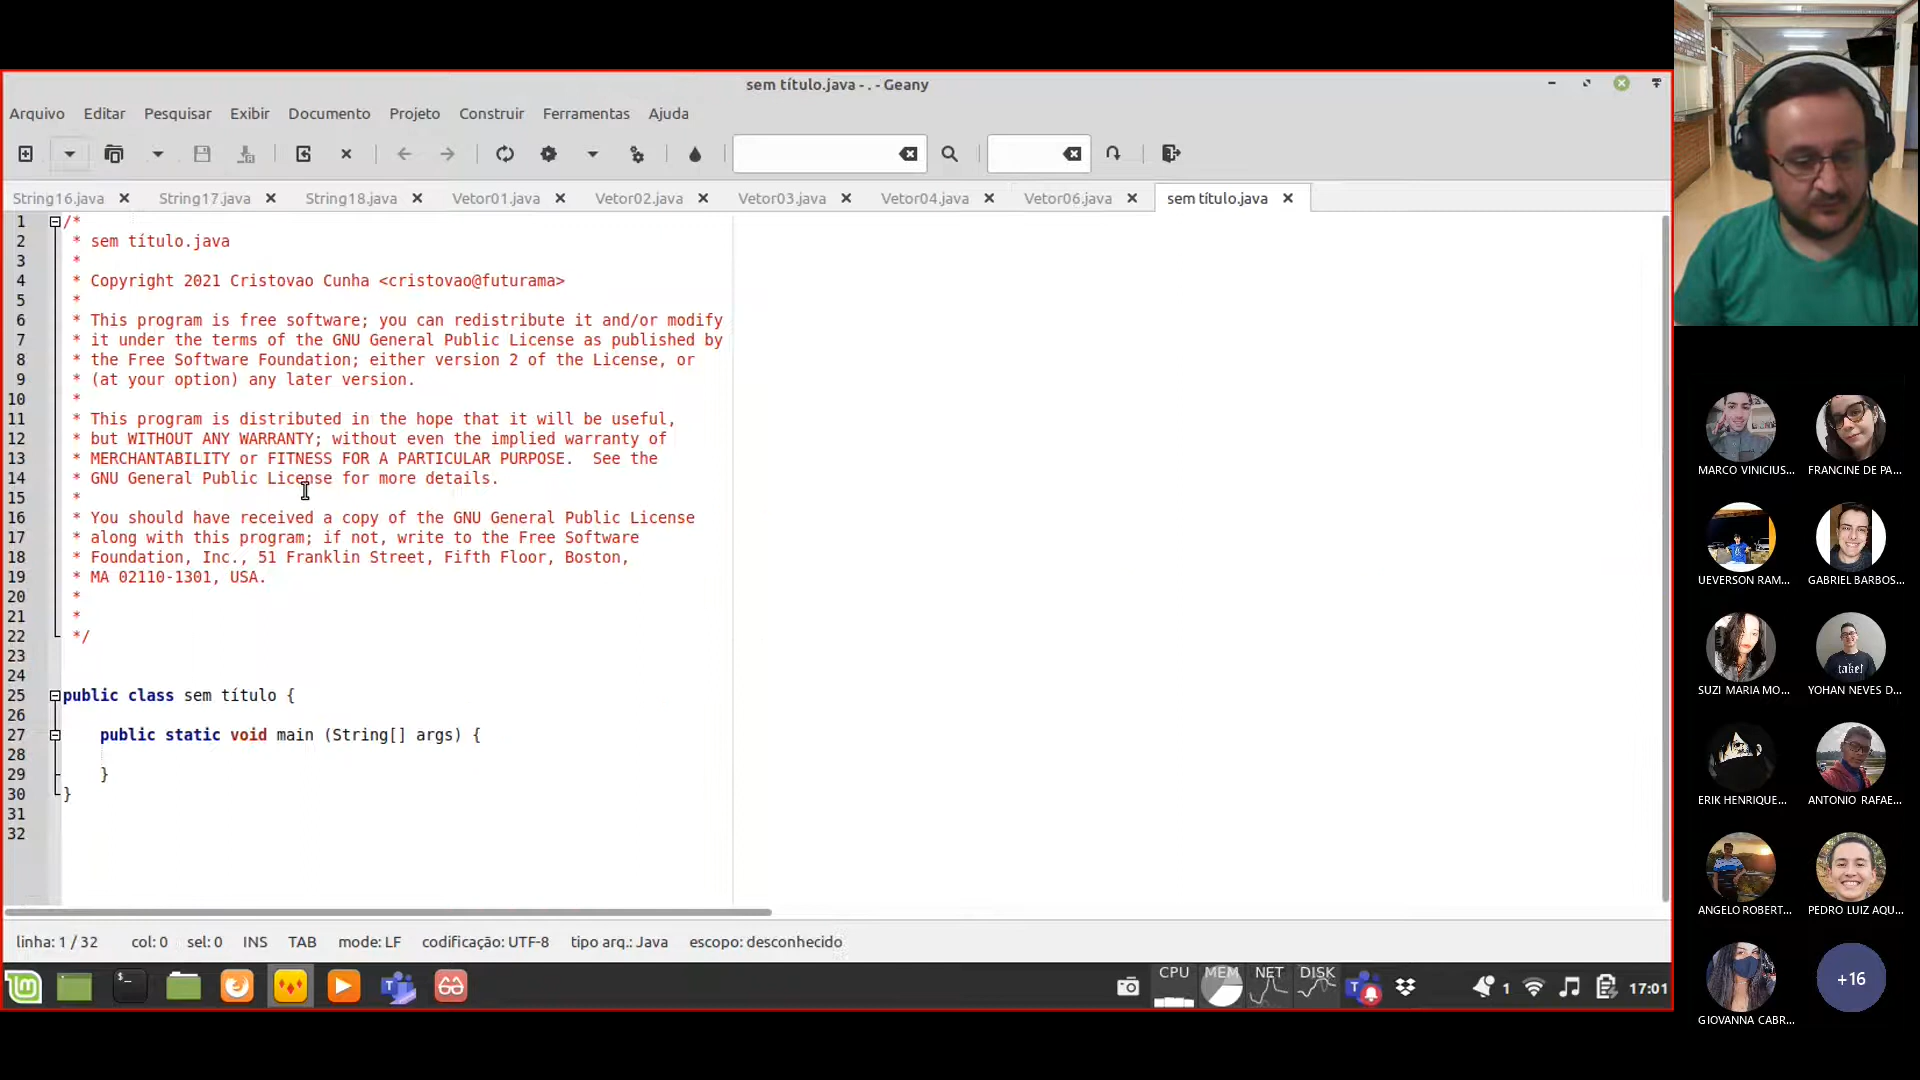 sem título.java - . - Geany
Arquivo Editar Pesquisar Exibir Documento Projeto Construir Ferramentas Ajuda
String16.java String17.java String18.java Vetor01.java Vetor02.java Vetor03.java Vetor04.java Vetor06.java sem título.java
1 /*
2 * sem título.java
3 *
4 * Copyright 2021 Cristovao Cunha <cristovao@futurama>
5 *
6 * This program is free software; you can redistribute it and/or modify
7 * it under the terms of the GNU General Public License as published by
8 * the Free Software Foundation; either version 2 of the License, or
9 * (at your option) any later version.
10 *
11 * This program is distributed in the hope that it will be useful,
12 * but WITHOUT ANY WARRANTY; without even the implied warranty of
13 * MERCHANTABILITY or FITNESS FOR A PARTICULAR PURPOSE.  See the
14 * GNU General Public License for more details.
15 *
16 * You should have received a copy of the GNU General Public License
17 * along with this program; if not, write to the Free Software
18 * Foundation, Inc., 51 Franklin Street, Fifth Floor, Boston,
19 * MA 02110-1301, USA.
20 *
21 *
22 */
23
24
25 public class sem título {
26
27 public static void main (String[] args) {
28
29 }
30 }
31
32
linha: 1 / 32 col: 0 sel: 0 INS TAB mode: LF codificação: UTF-8 tipo arq.: Java escopo: desconhecido
CPU MEM NET DISK 1 17:01
MARCO VINICIUS... FRANCINE DE PA...
UEVERSON RAM... GABRIEL BARBOS...
takei
SUZI MARIA MO... YOHAN NEVES D...
ERIK HENRIQUE... ANTONIO RAFAE...
ANGELO ROBERT... PEDRO LUIZ AQU...
+16
GIOVANNA CABR...